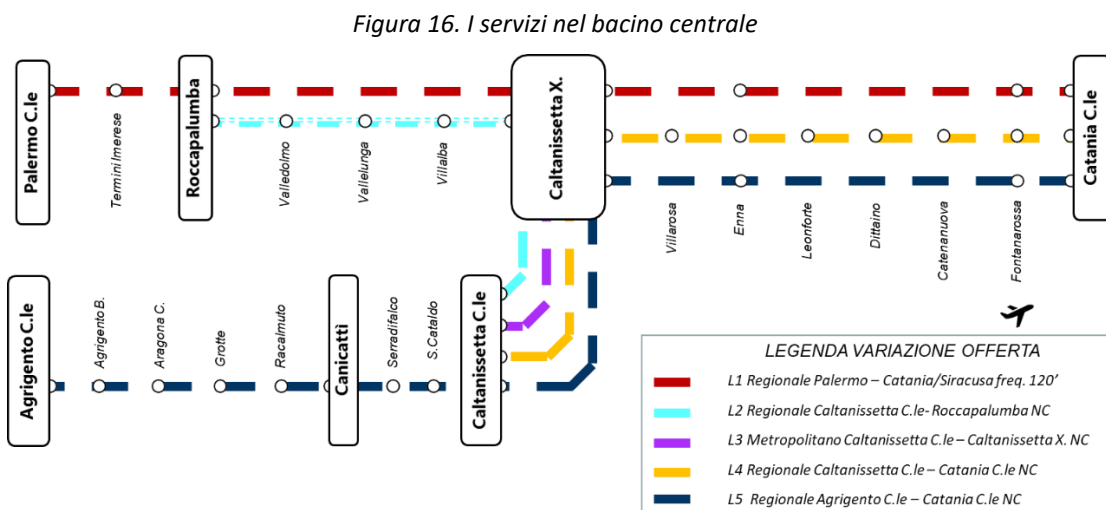 Figura 16. I servizi nel bacino centrale
Palermo C.le
Termini Imerese
Roccapalumba
Valledolmo
Vallelunga
Villalba
Caltanissetta X.
Villarosa
Enna
Leonforte
Dittaino
Catenanuova
Fontanarossa
Catania C.le
Agrigento C.le
Agrigento B.
Aragona C.
Grotte
Racalmuto
Canicattì
Serradifalco
S.Cataldo
Caltanissetta C.le
LEGENDA VARIAZIONE OFFERTA
L1 Regionale Palermo – Catania/Siracusa freq. 120'
L2 Regionale Caltanissetta C.le- Roccapalumba NC
L3 Metropolitano Caltanissetta C.le – Caltanissetta X. NC
L4 Regionale Caltanissetta C.le – Catania C.le NC
L5 Regionale Agrigento C.le – Catania C.le NC